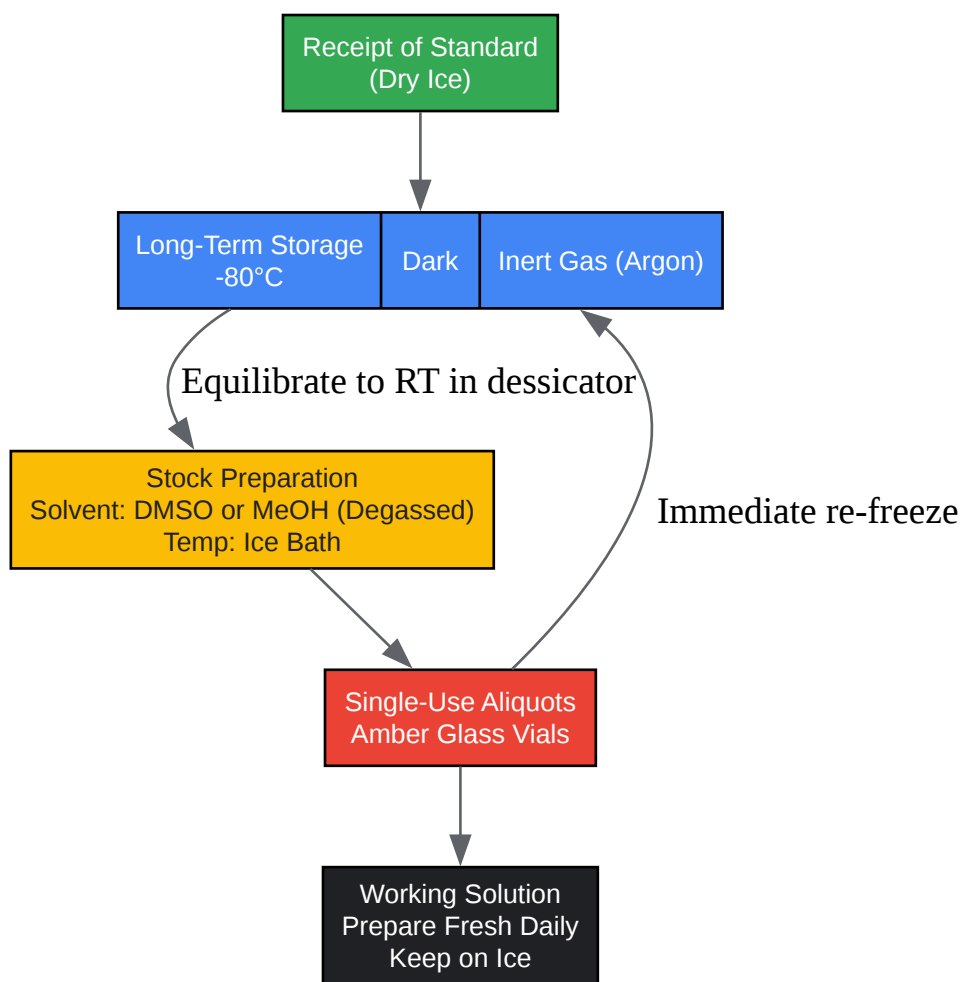 Receipt of Standard
(Dry Ice)
Long-Term Storage
-80°C
Dark
Inert Gas (Argon)
Equilibrate to RT in dessicator
Stock Preparation
Solvent: DMSO or MeOH (Degassed)
Temp: Ice Bath
Immediate re-freeze
Single-Use Aliquots
Amber Glass Vials
Working Solution
Prepare Fresh Daily
Keep on Ice